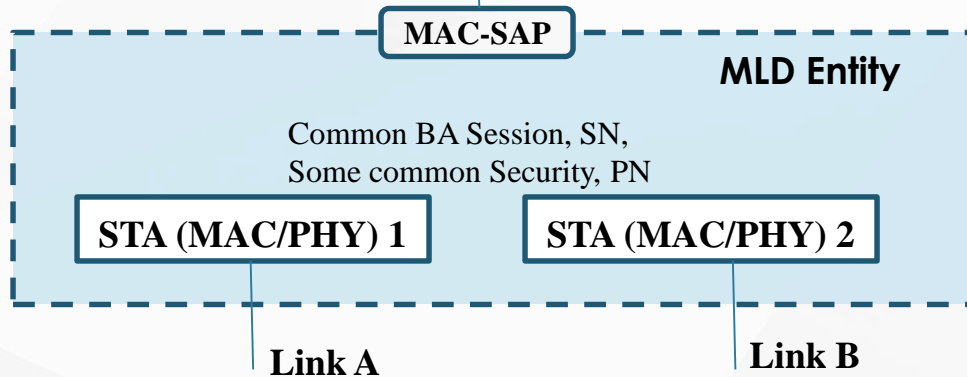 MAC-SAP
MLD Entity
Common BA Session, SN,
Some common Security, PN
STA (MAC/PHY) 1
STA (MAC/PHY) 2
Link A
Link B